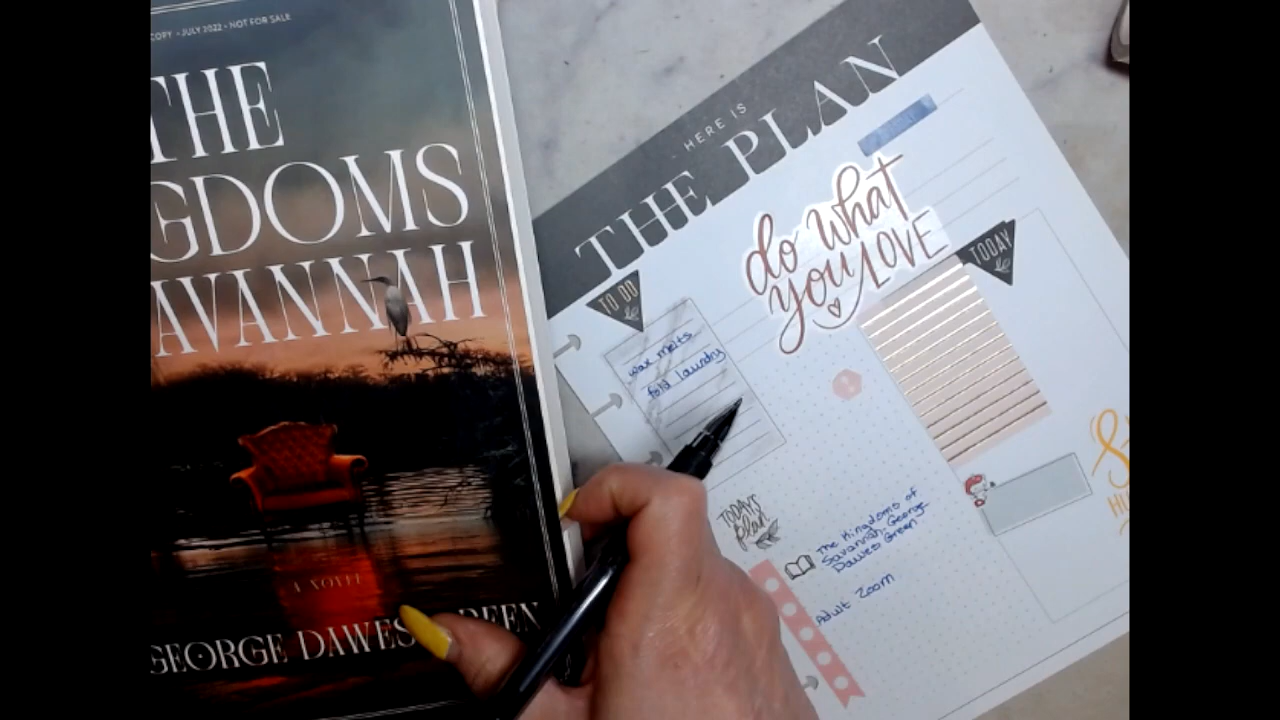 COPY • JULY 2022 • NOT FOR SALE
THE
GDOMS
AVANNAH
A NOVEL
GEORGE DAWES GREEN
HERE IS
THE PLAN
do what
you LOVE
TO DO
TODAY
wax melts
fold laundry
TODAY'S
plan
The Kingdoms of
Savannah: George
Dawes Green
Adult Zoom